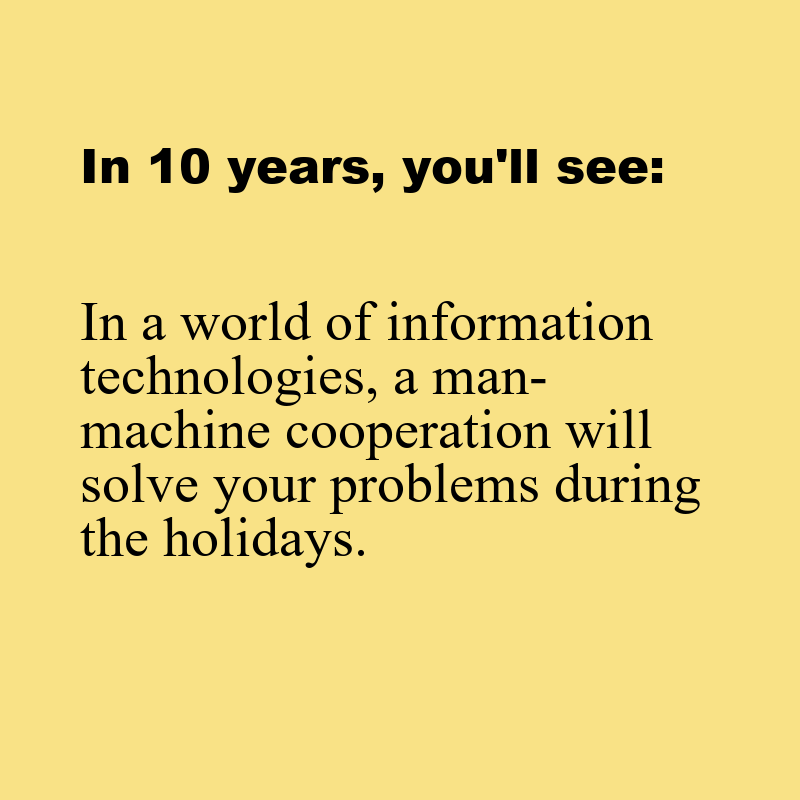 In 10 years, you'll see:
In a world of information
technologies, a man-
machine cooperation will
solve your problems during
the holidays.